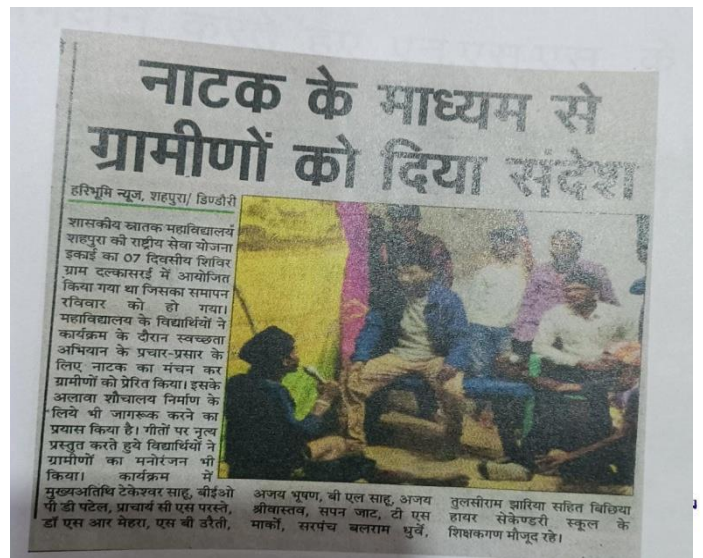 नाटक के माध्यम से
ग्रामीणों को दिया संदेश
हरिभूमि न्यूज, शहपुरा/ डिण्डौरी
शासकीय स्नातक महाविद्यालय
शहपुरा की राष्ट्रीय सेवा योजना
इकाई का 07 दिवसीय शिविर
ग्राम दल्कासरई में आयोजित
किया गया था जिसका समापन
रविवार को हो गया।
महाविद्यालय के विद्यार्थियों ने
कार्यक्रम के दौरान स्वच्छता
अभियान के प्रचार-प्रसार के
लिए नाटक का मंचन कर
ग्रामीणों को प्रेरित किया। इसके
अलावा शौचालय निर्माण के
लिये भी जागरूक करने का
प्रयास किया है। गीतों पर नृत्य
प्रस्तुत करते हुये विद्यार्थियों ने
ग्रामीणों का मनोरंजन भी
किया। कार्यक्रम में
मुख्यअतिथि टेकेश्वर साहू, बीईओ
पी डी पटेल, प्राचार्य सी एस परस्ते,
डॉ एस आर मेहरा, एस बी उरैती,
अजय भूषण, बी एल साहू, अजय
श्रीवास्तव, सपन जाट, टी एस
मार्को, सरपंच बलराम धुर्वे,
तुलसीराम झारिया सहित बिछिया
हायर सेकेण्डरी स्कूल के
शिक्षकगण मौजूद रहे।